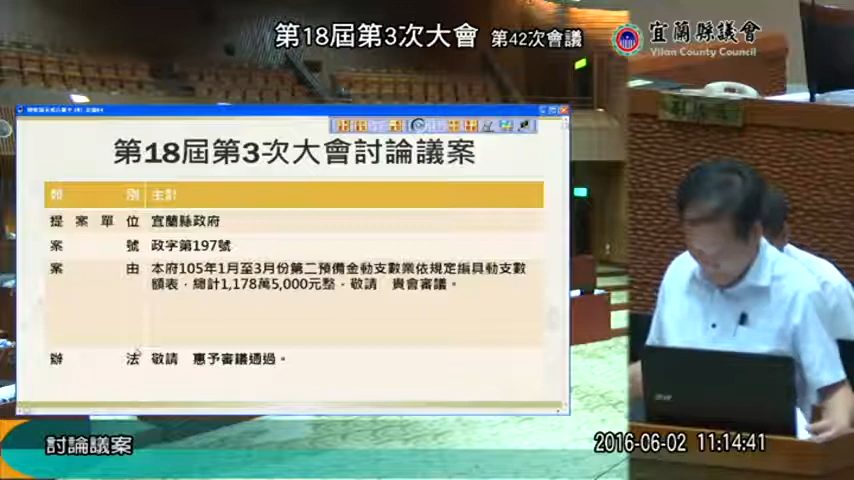 第18屆第3次大會 第42次會議
宜蘭縣議會
Yilan County Council
第18屆第3次大會討論議案
類別 主計
提案單位 宜蘭縣政府
案號 政字第197號
案由 本府105年1月至3月份第二預備金動支數業依規定編具動支數
額表，總計1,178萬5,000元整，敬請 貴會審議。
辦法 敬請 惠予審議通過。
討論議案
2016-06-02 11:14:41
acer